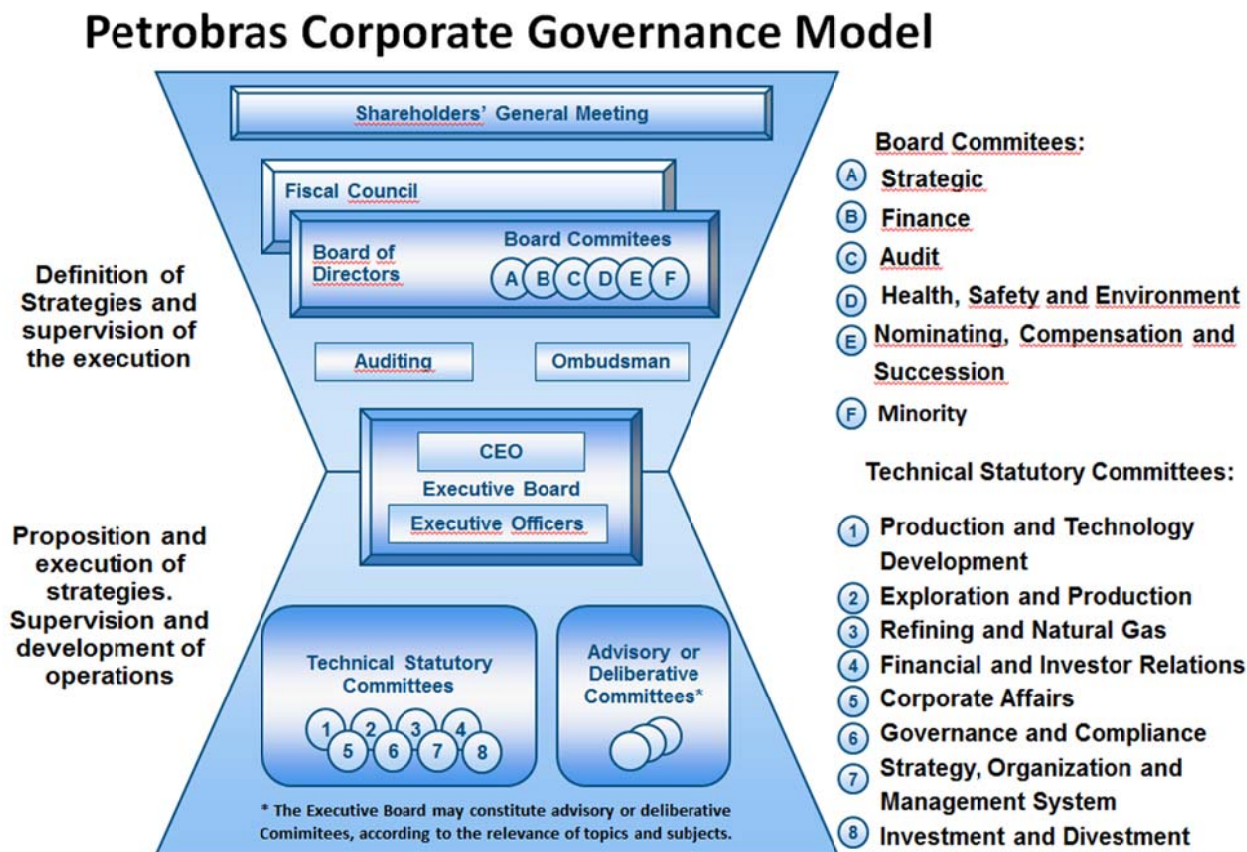 Petrobras Corporate Governance Model
Shareholders' General Meeting
Fiscal Council
Board of
Directors
Board Commitees
A B C D E F
Auditing
Ombudsman
Definition of
Strategies and
supervision of
the execution
CEO
Executive Board
Executive Officers
Proposition and
execution of
strategies.
Supervision and
development of
operations
Technical Statutory
Committees
1 2 3 4
5 6 7 8
Advisory or
Deliberative
Committees*
* The Executive Board may constitute advisory or deliberative
Comimitees, according to the relevance of topics and subjects.
Board Commitees:
A Strategic
B Finance
C Audit
D Health, Safety and Environment
E Nominating, Compensation and
Succession
F Minority
Technical Statutory Committees:
1 Production and Technology
Development
2 Exploration and Production
3 Refining and Natural Gas
4 Financial and Investor Relations
5 Corporate Affairs
6 Governance and Compliance
7 Strategy, Organization and
Management System
8 Investment and Divestment